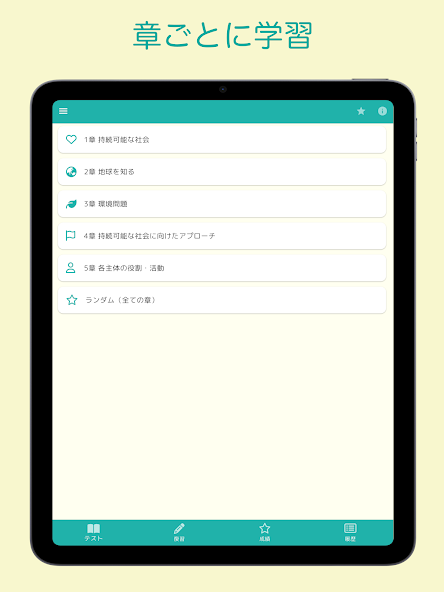 章ごとに学習
1章 持続可能な社会
2章 地球を知る
3章 環境問題
4章 持続可能な社会に向けたアプローチ
5章 各主体の役割・活動
ランダム（全ての章）
テスト
復習
成績
履歴